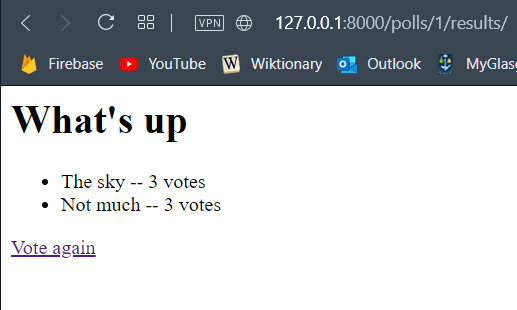 VPN 127.0.0.1:8000/polls/1/results/
Firebase YouTube W Wiktionary Outlook MyGlasg
What's up
The sky -- 3 votes
Not much -- 3 votes
Vote again